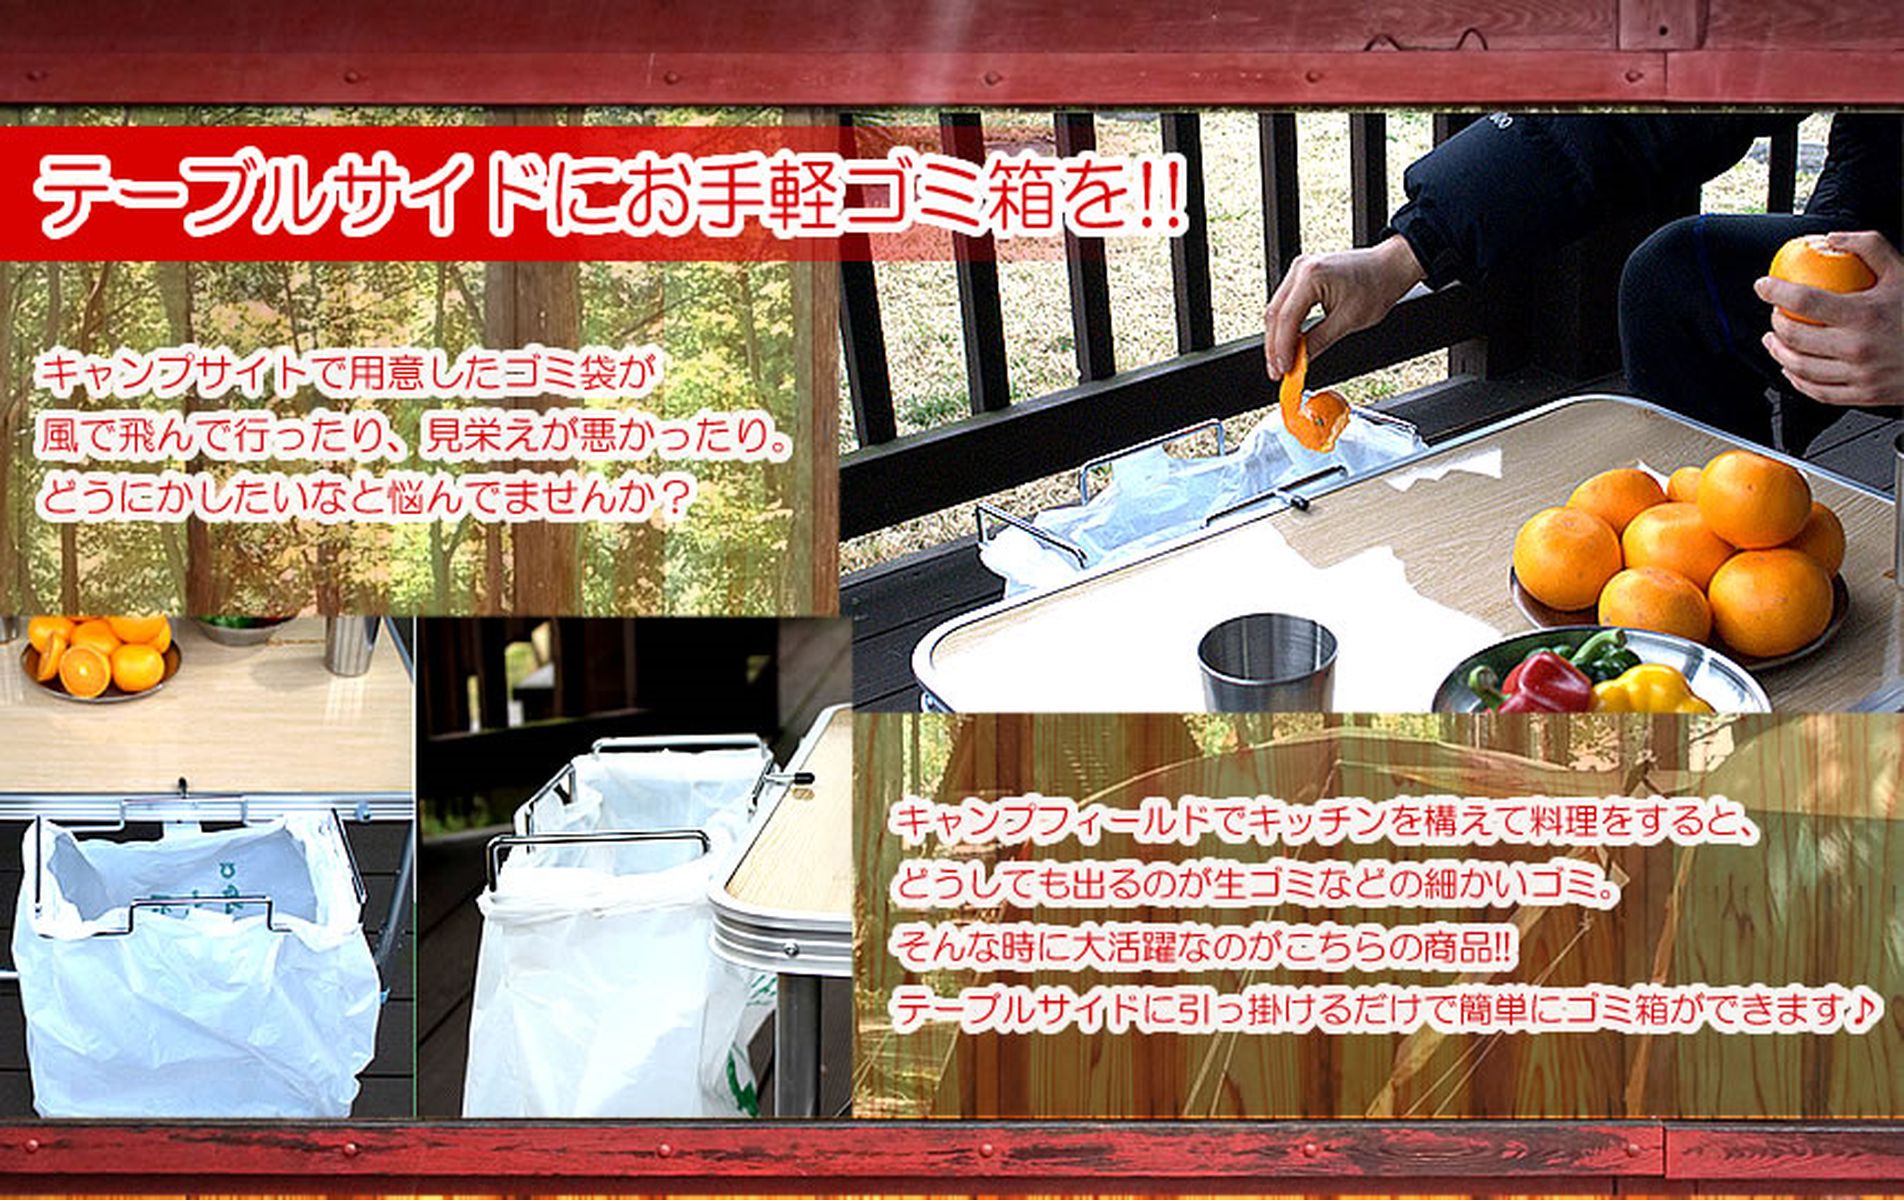 テーブルサイドにお手軽ゴミ箱を!!
キャンプサイトで用意したゴミ袋が
風で飛んで行ったり、見栄えが悪かったり。
どうにかしたいなと悩んでませんか？
キャンプフィールドでキッチンを構えて料理をすると、
どうしても出るのが生ゴミなどの細かいゴミ。
そんな時に大活躍なのがこちらの商品!!
テーブルサイドに引っ掛けるだけで簡単にゴミ箱ができます♪